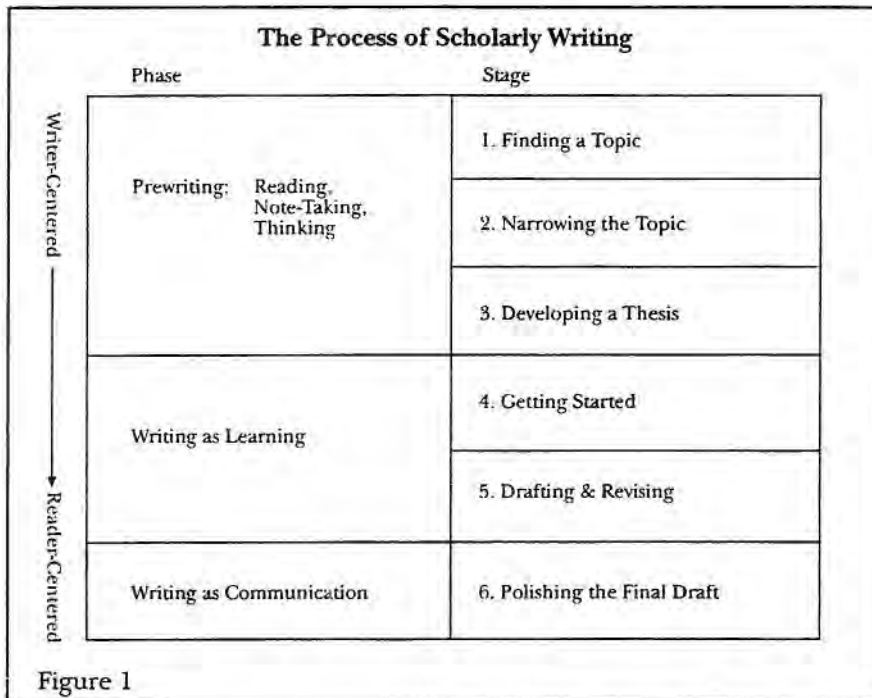 The Process of Scholarly Writing
Phase
Stage
Writer-Centered
Reader-Centered
Prewriting: Reading,
Note-Taking,
Thinking
1. Finding a Topic
2. Narrowing the Topic
3. Developing a Thesis
Writing as Learning
4. Getting Started
5. Drafting & Revising
Writing as Communication
6. Polishing the Final Draft
Figure 1